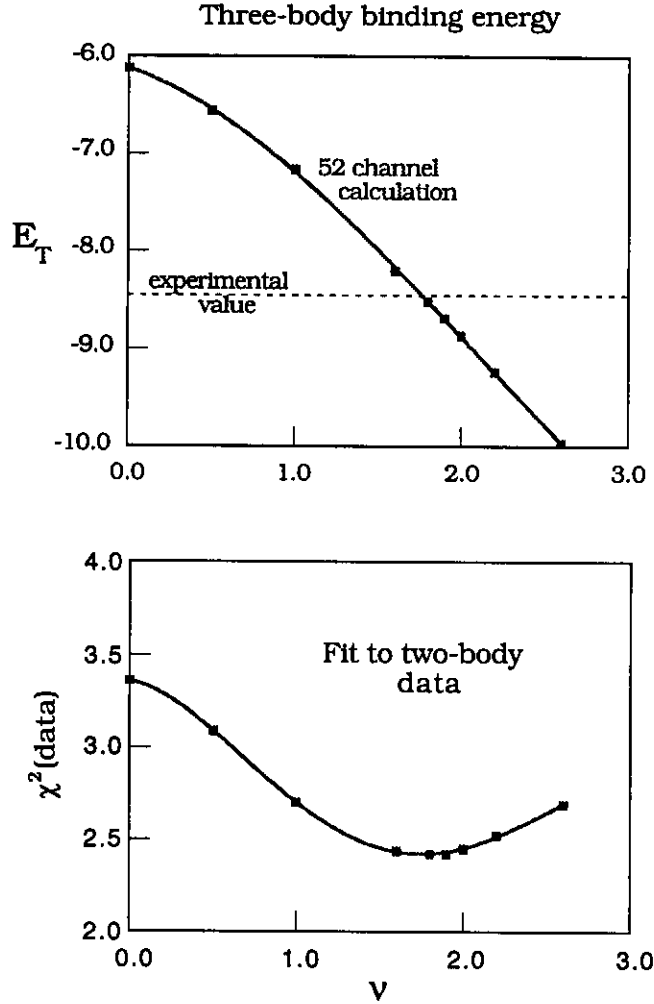 Three-body binding energy
-6.0
-7.0
52 channel
calculation
E_T
-8.0
experimental
value
-9.0
-10.0
0.0 1.0 2.0 3.0
4.0
3.5
Fit to two-body
data
χ²(data)
3.0
2.5
2.0
0.0 1.0 2.0 3.0
ν